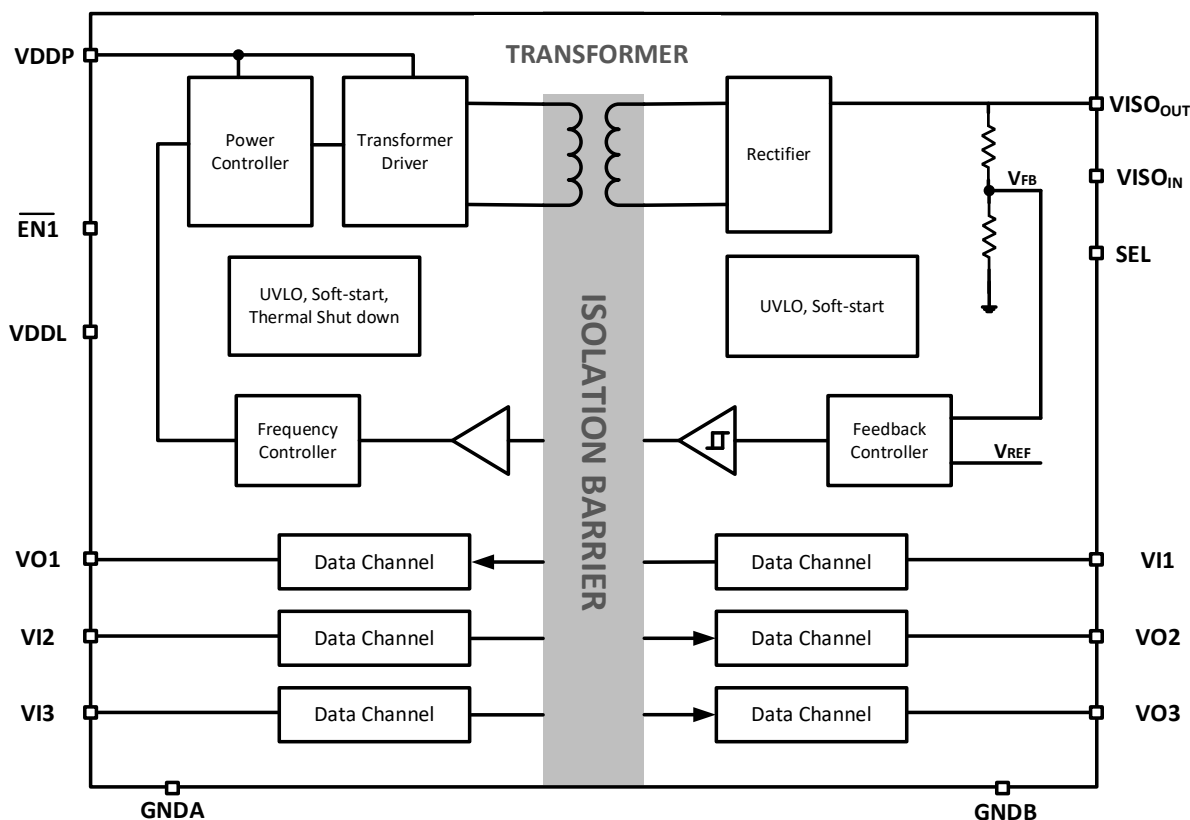 TRANSFORMER
VDDP
VISOOUT
Power
Controller
Transformer
Driver
Rectifier
VFB
VISOIN
EN1
SEL
UVLO, Soft-start,
Thermal Shut down
UVLO, Soft-start
VDDL
ISOLATION BARRIER
Frequency
Controller
Feedback
Controller
VREF
VO1
Data Channel
Data Channel
VI1
VI2
Data Channel
Data Channel
VO2
VI3
Data Channel
Data Channel
VO3
GNDA
GNDB